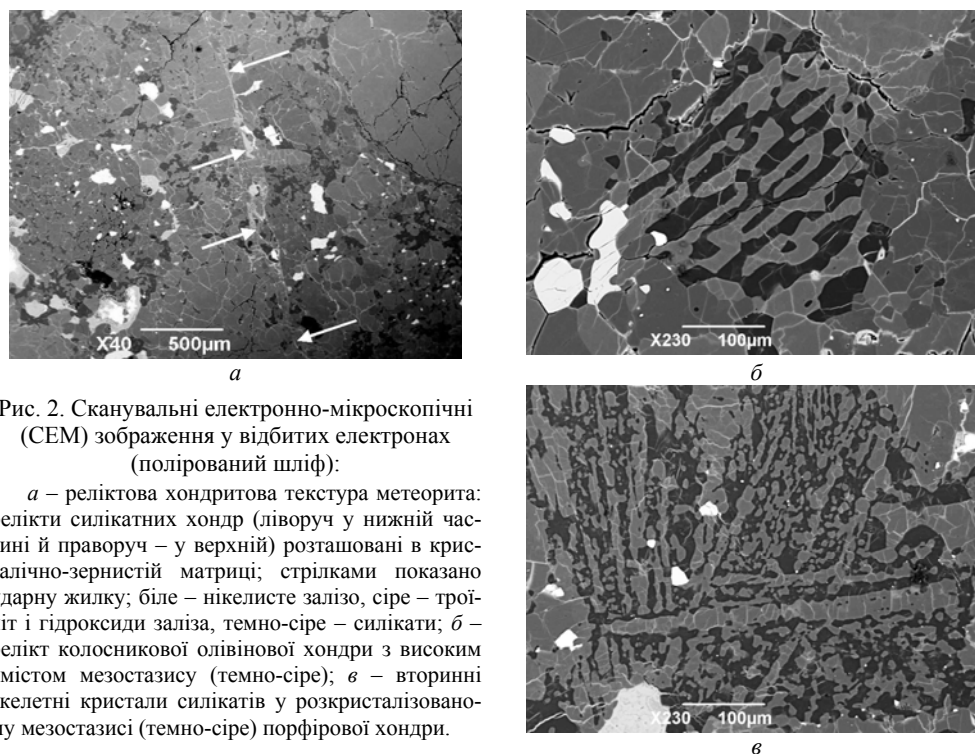 X40 500µm
а
X230 100µm
б
Рис. 2. Сканувальні електронно-мікроскопічні
(СЕМ) зображення у відбитих електронах
(полірований шліф):
а – реліктова хондритова текстура метеорита:
елікти силікатних хондр (ліворуч у нижній час-
ині й праворуч – у верхній) розташовані в крис-
алічно-зернистій матриці; стрілками показано
дарну жилку; біле – нікелисте залізо, сіре – трої-
іт і гідроксиди заліза, темно-сіре – силікати; б –
елікт колосникової олівінової хондри з високим
містом мезостазису (темно-сіре); в – вторинні
келетні кристали силікатів у розкристалізовано-
у мезостазисі (темно-сіре) порфірової хондри.
X230 100µm
в